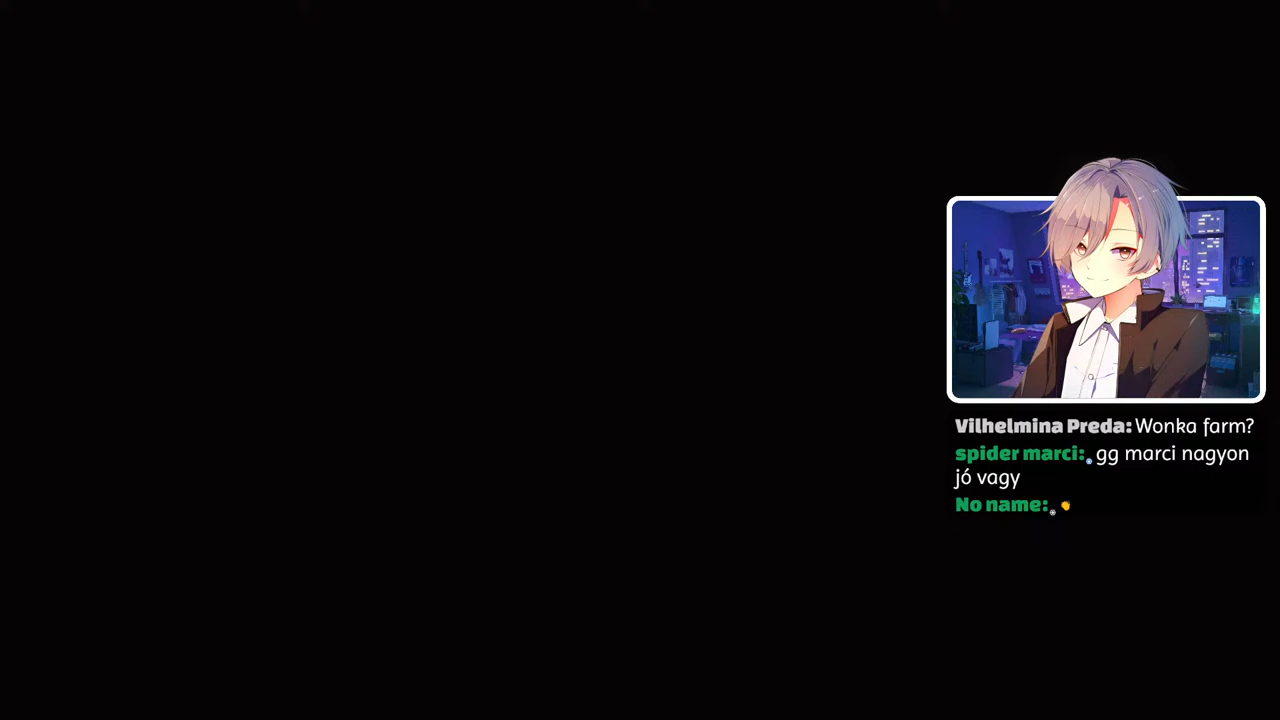 Vilhelmina Preda: Wonka farm?
spider marci: gg marci nagyon
jó vagy
No name: 👏